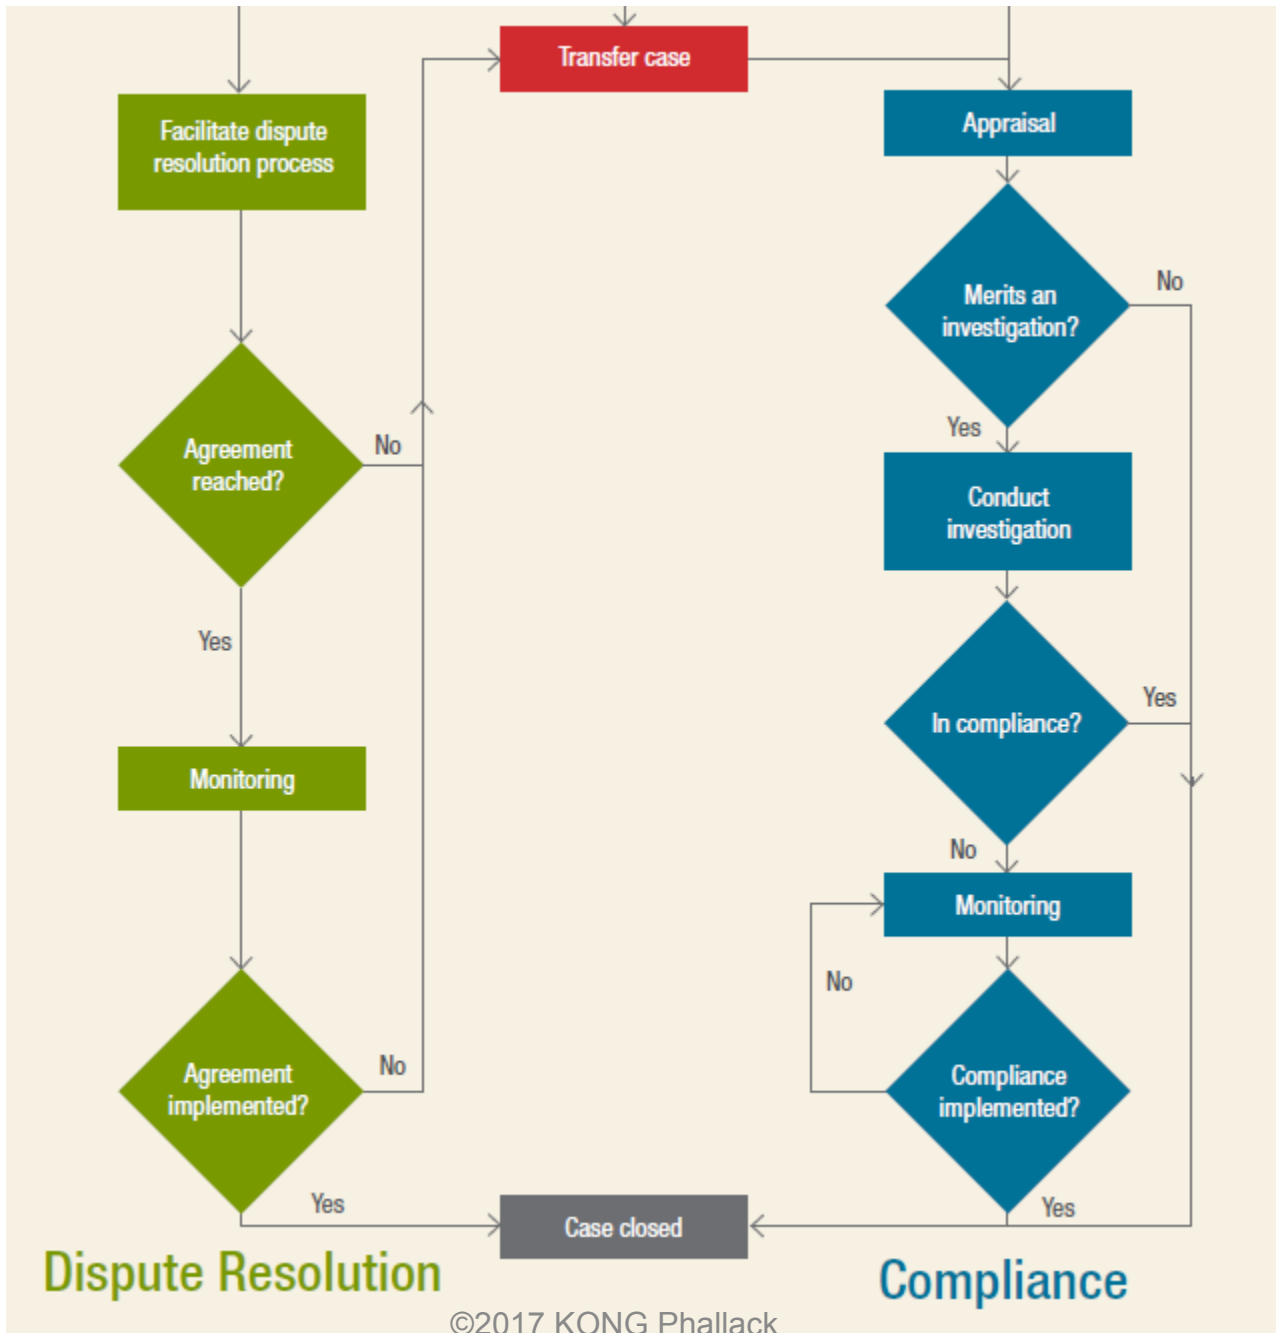 Transfer case
Facilitate dispute
resolution process
Appraisal
Merits an
investigation?
No
Yes
Agreement
reached?
No
Conduct
investigation
Yes
In compliance?
Yes
Monitoring
No
Monitoring
No
Agreement
implemented?
No
Compliance
implemented?
Yes
Case closed
Yes
Dispute Resolution
Compliance
©2017 KONG Phallack